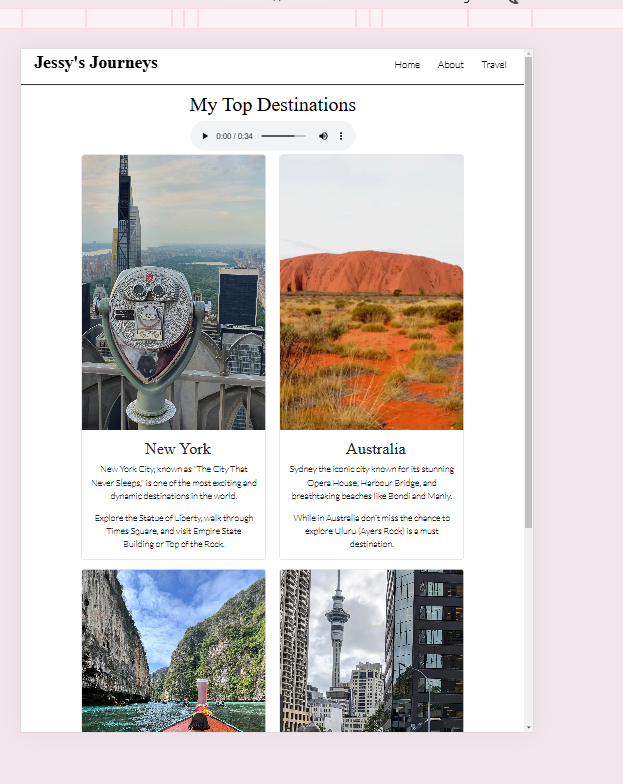 Jessy's Journeys
Home About Travel
My Top Destinations
0:00 / 0:34
New York
New York City, known as "The City That
Never Sleeps," is one of the most exciting and
dynamic destinations in the world.
Explore the Statue of Liberty, walk through
Times Square, and visit Empire State
Building or Top of the Rock.
Australia
Sydney the iconic city known for its stunning
Opera House, Harbour Bridge, and
breathtaking beaches like Bondi and Manly.
While in Australia don't miss the chance to
explore Uluru (Ayers Rock) is a must
destination.